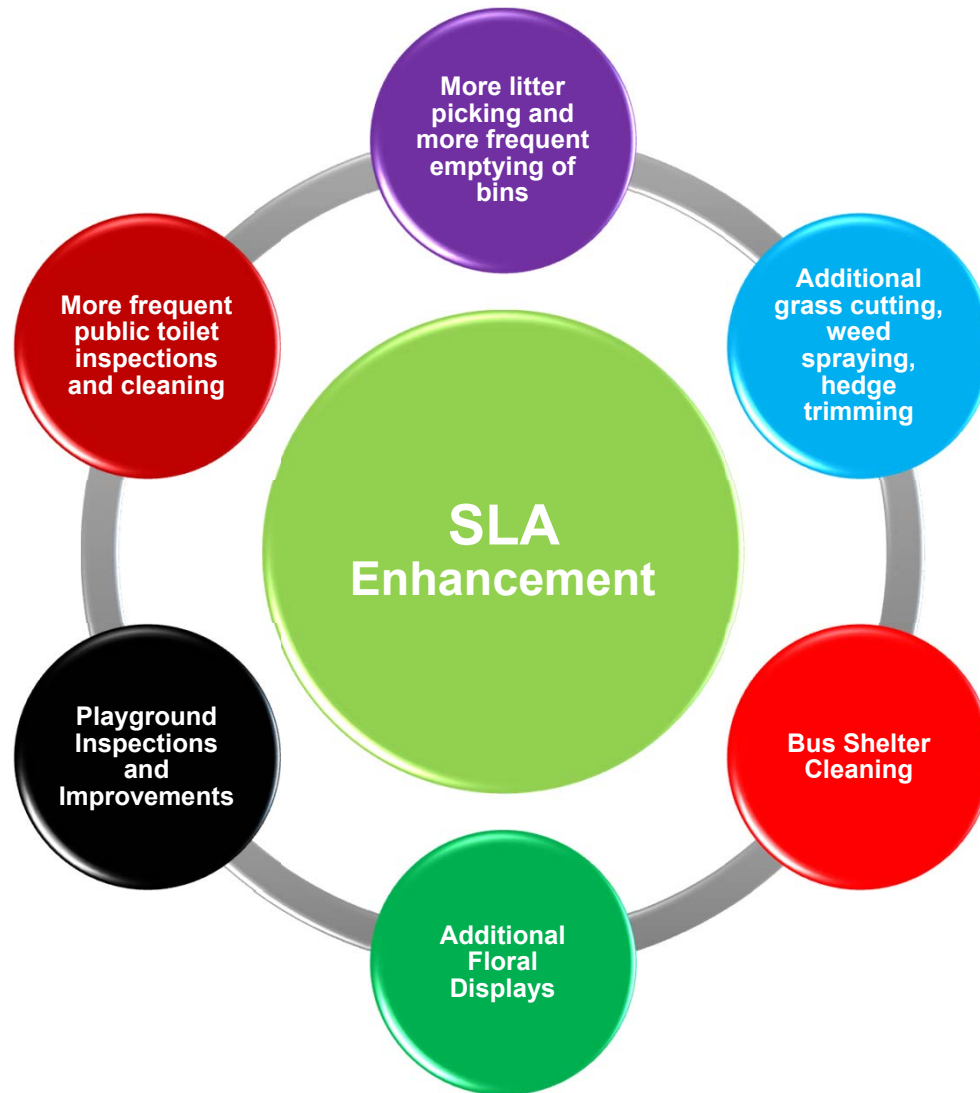 More litter
picking and
more frequent
emptying of
bins
Additional
grass cutting,
weed
spraying,
hedge
trimming
Bus Shelter
Cleaning
Additional
Floral
Displays
Playground
Inspections
and
Improvements
More frequent
public toilet
inspections
and cleaning
SLA
Enhancement